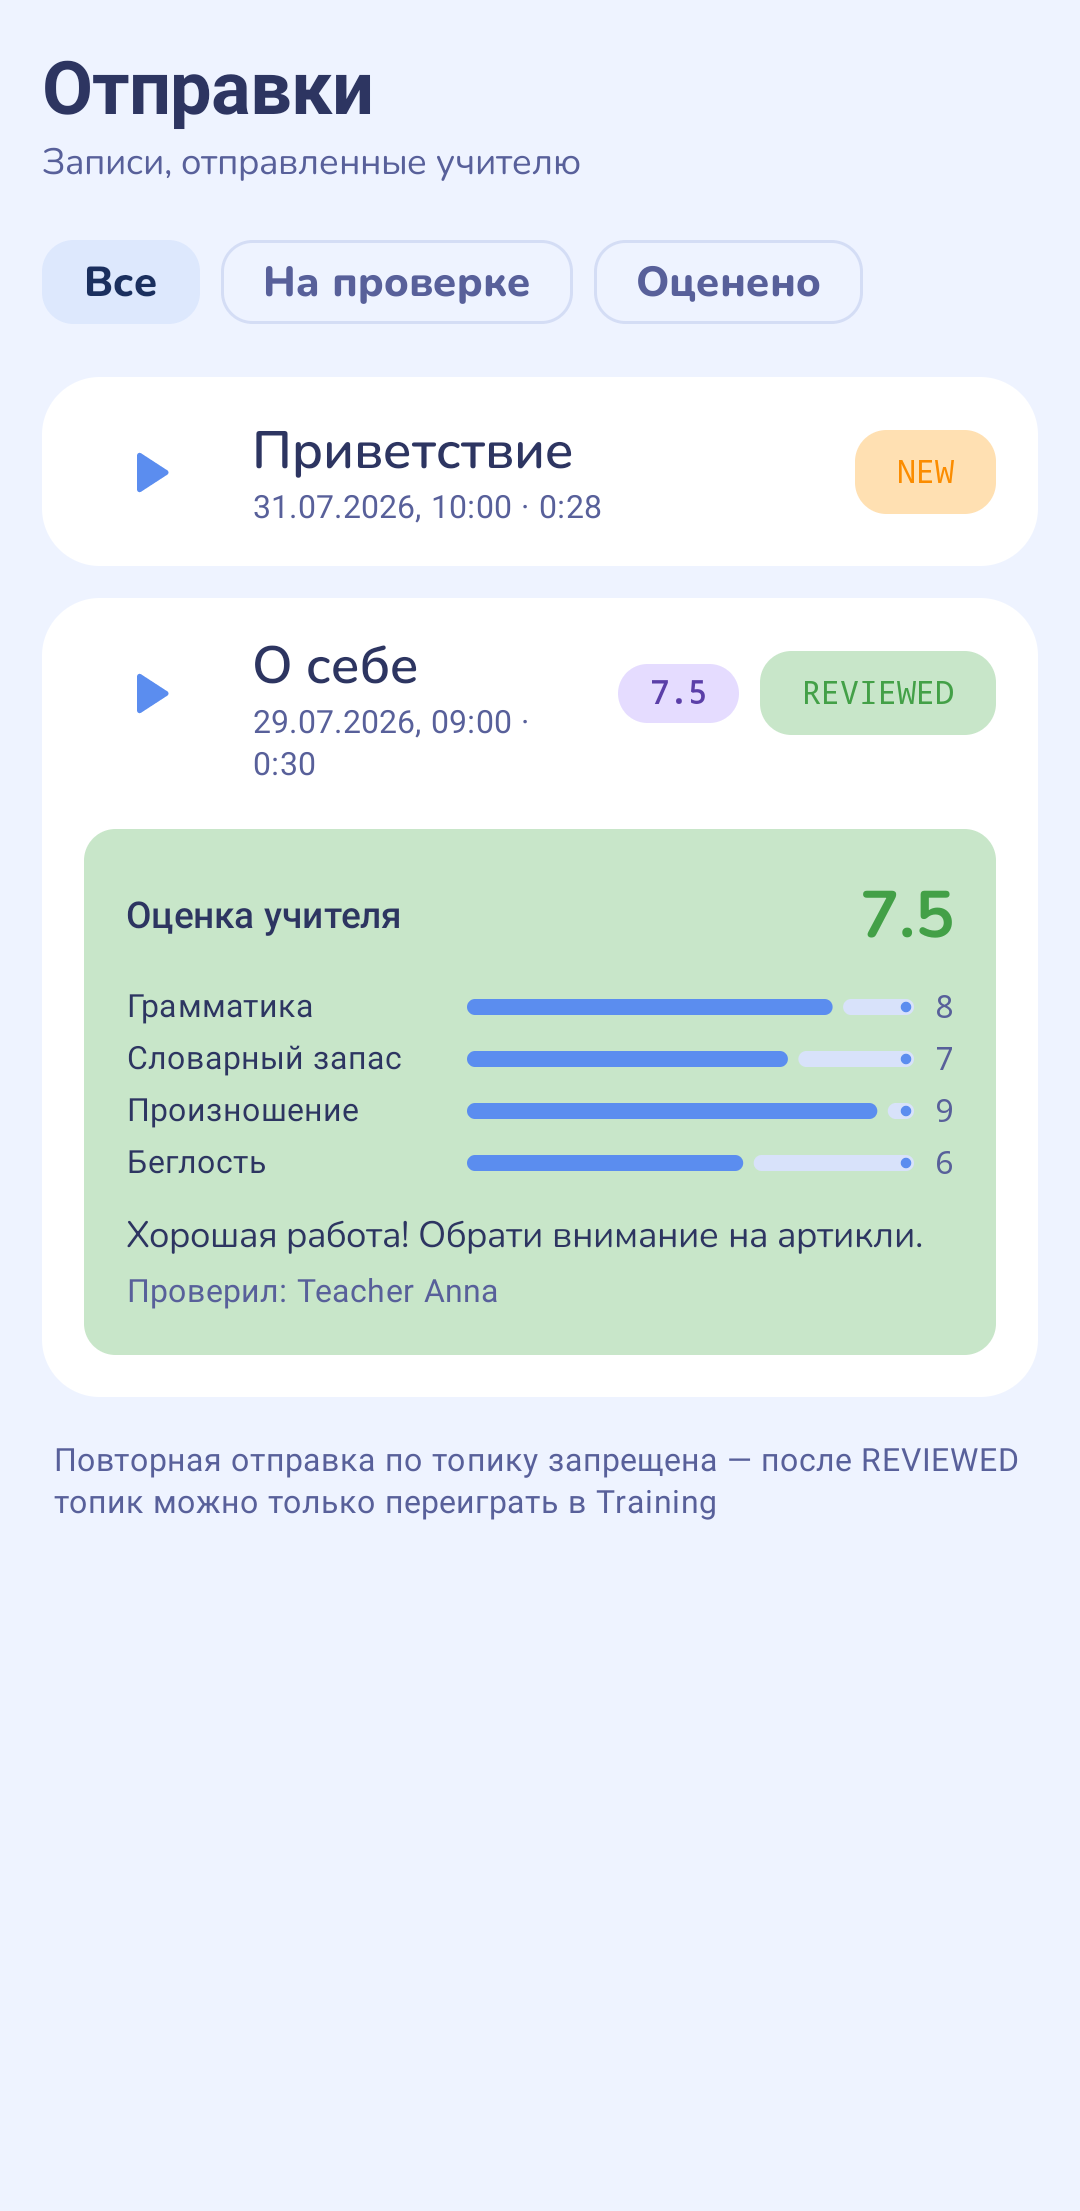 Отправки
Записи, отправленные учителю
Все
На проверке
Оценено
Приветствие
31.07.2026, 10:00 · 0:28
NEW
О себе
29.07.2026, 09:00 ·
0:30
7.5
REVIEWED
Оценка учителя
7.5
Грамматика 8
Словарный запас 7
Произношение 9
Беглость 6
Хорошая работа! Обрати внимание на артикли.
Проверил: Teacher Anna
Повторная отправка по топику запрещена — после REVIEWED
топик можно только переиграть в Training